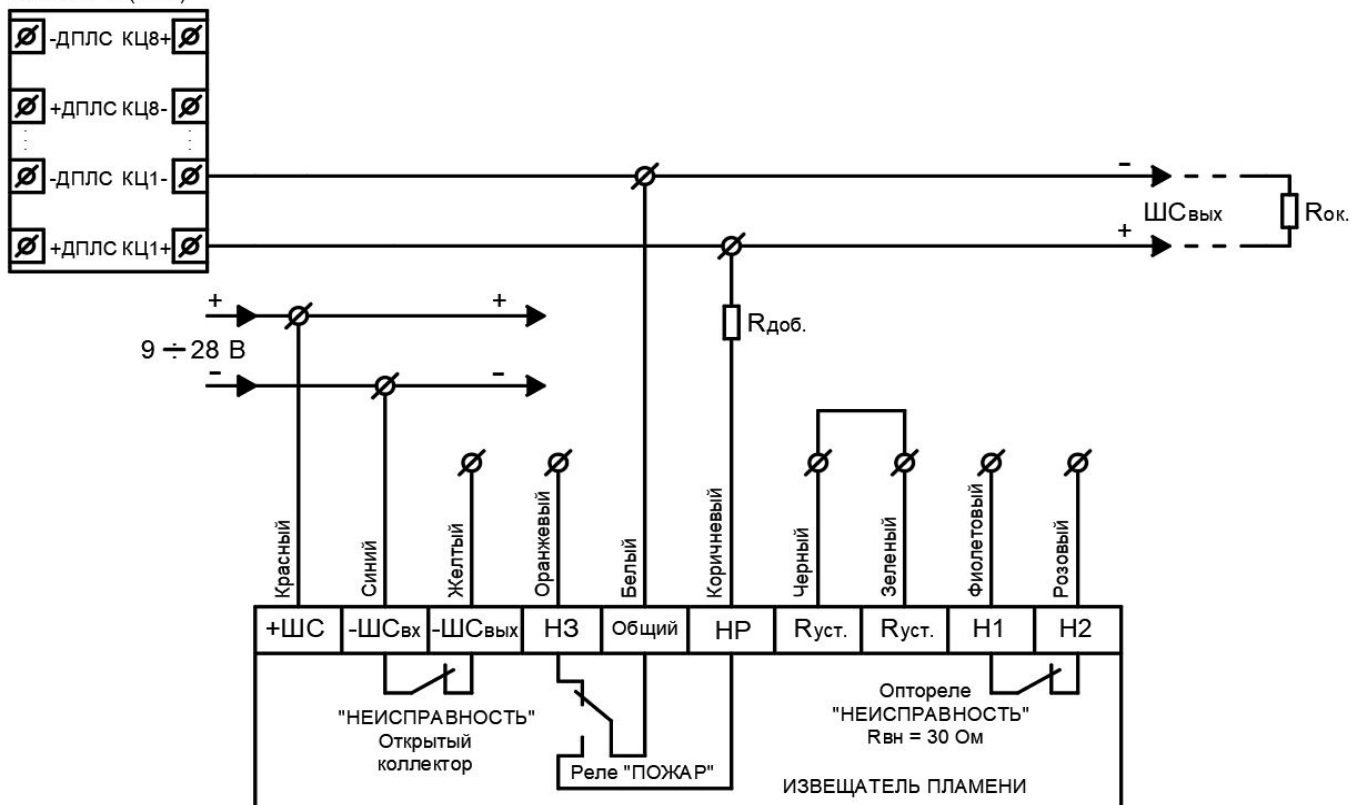 -ДПЛС КЦ8+
+ДПЛС КЦ8-
-ДПЛС КЦ1-
+ДПЛС КЦ1+
-
ШСвых
+
Rок.
+ +
9 ÷ 28 В
- -
Rдоб.
Красный
Синий
Желтый
Оранжевый
Белый
Коричневый
Черный
Зеленый
Фиолетовый
Розовый
+ШС -ШСвх -ШСвых НЗ Общий НР Rуст. Rуст. Н1 Н2
"НЕИСПРАВНОСТЬ"
Открытый
коллектор
Реле "ПОЖАР"
Оптореле
"НЕИСПРАВНОСТЬ"
Rвн = 30 Ом
ИЗВЕЩАТЕЛЬ ПЛАМЕНИ